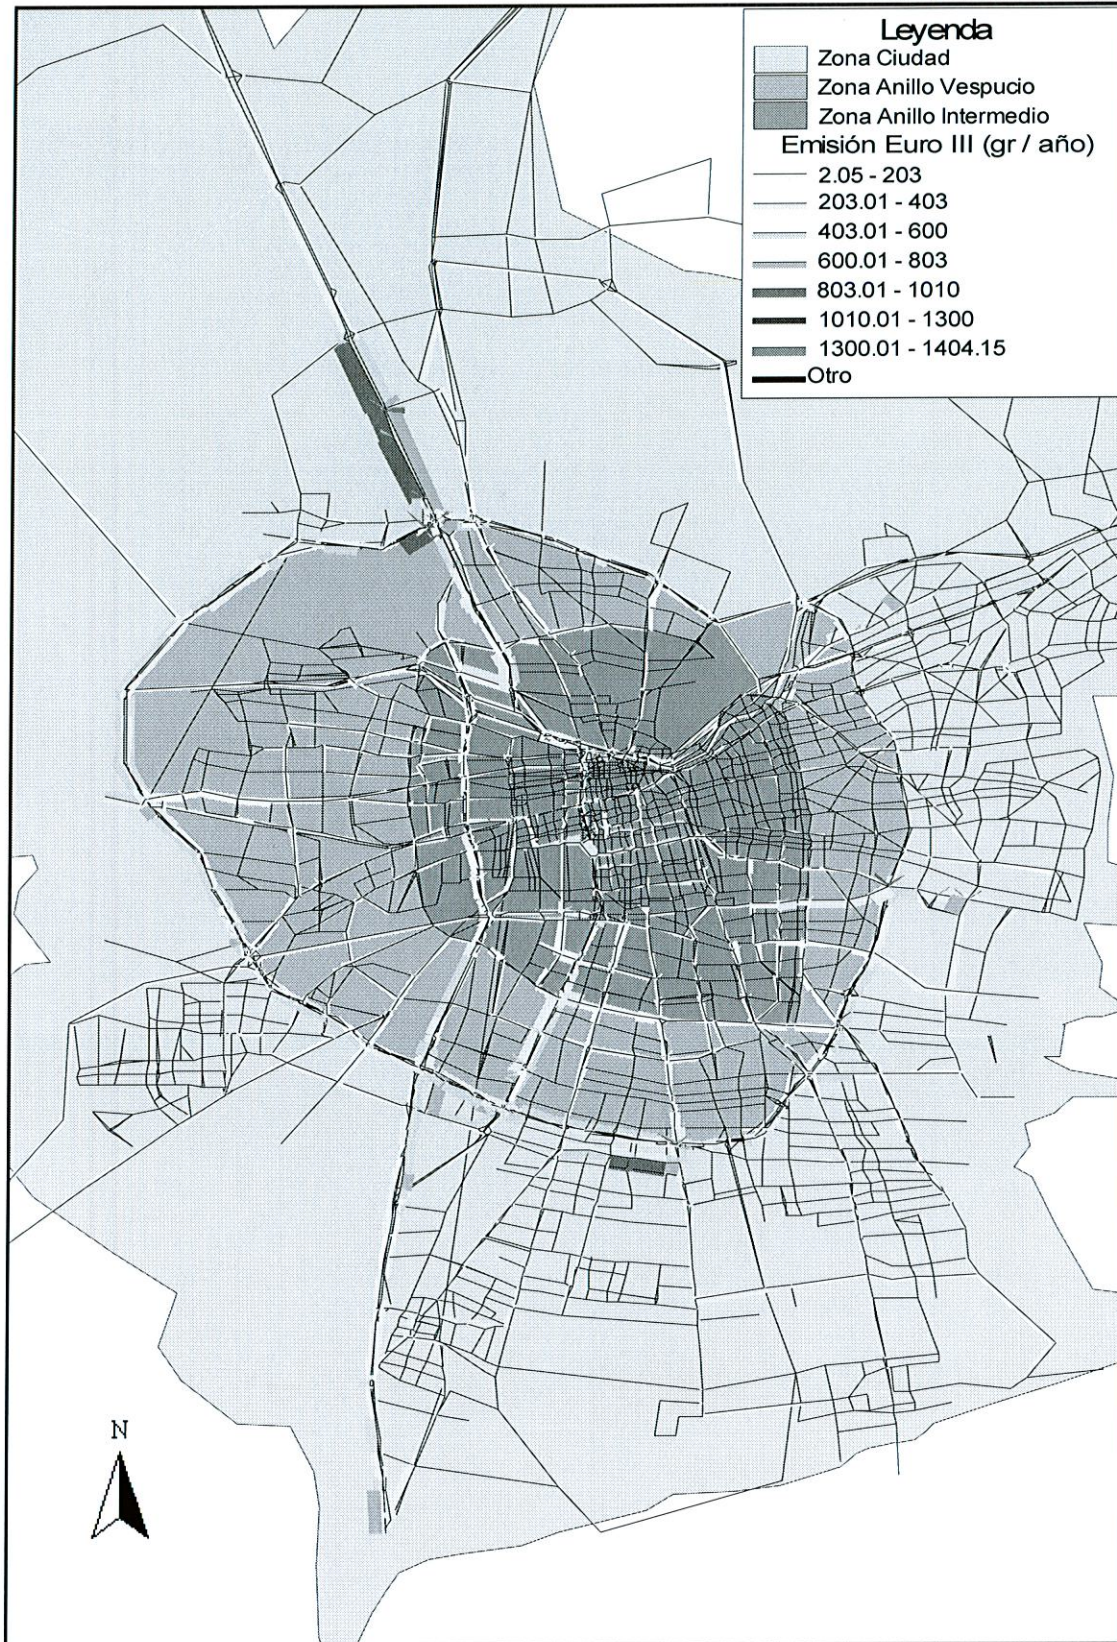 Leyenda
Zona Ciudad
Zona Anillo Vespucio
Zona Anillo Intermedio
Emisión Euro III (gr / año)
2.05 - 203
203.01 - 403
403.01 - 600
600.01 - 803
803.01 - 1010
1010.01 - 1300
1300.01 - 1404.15
Otro
N